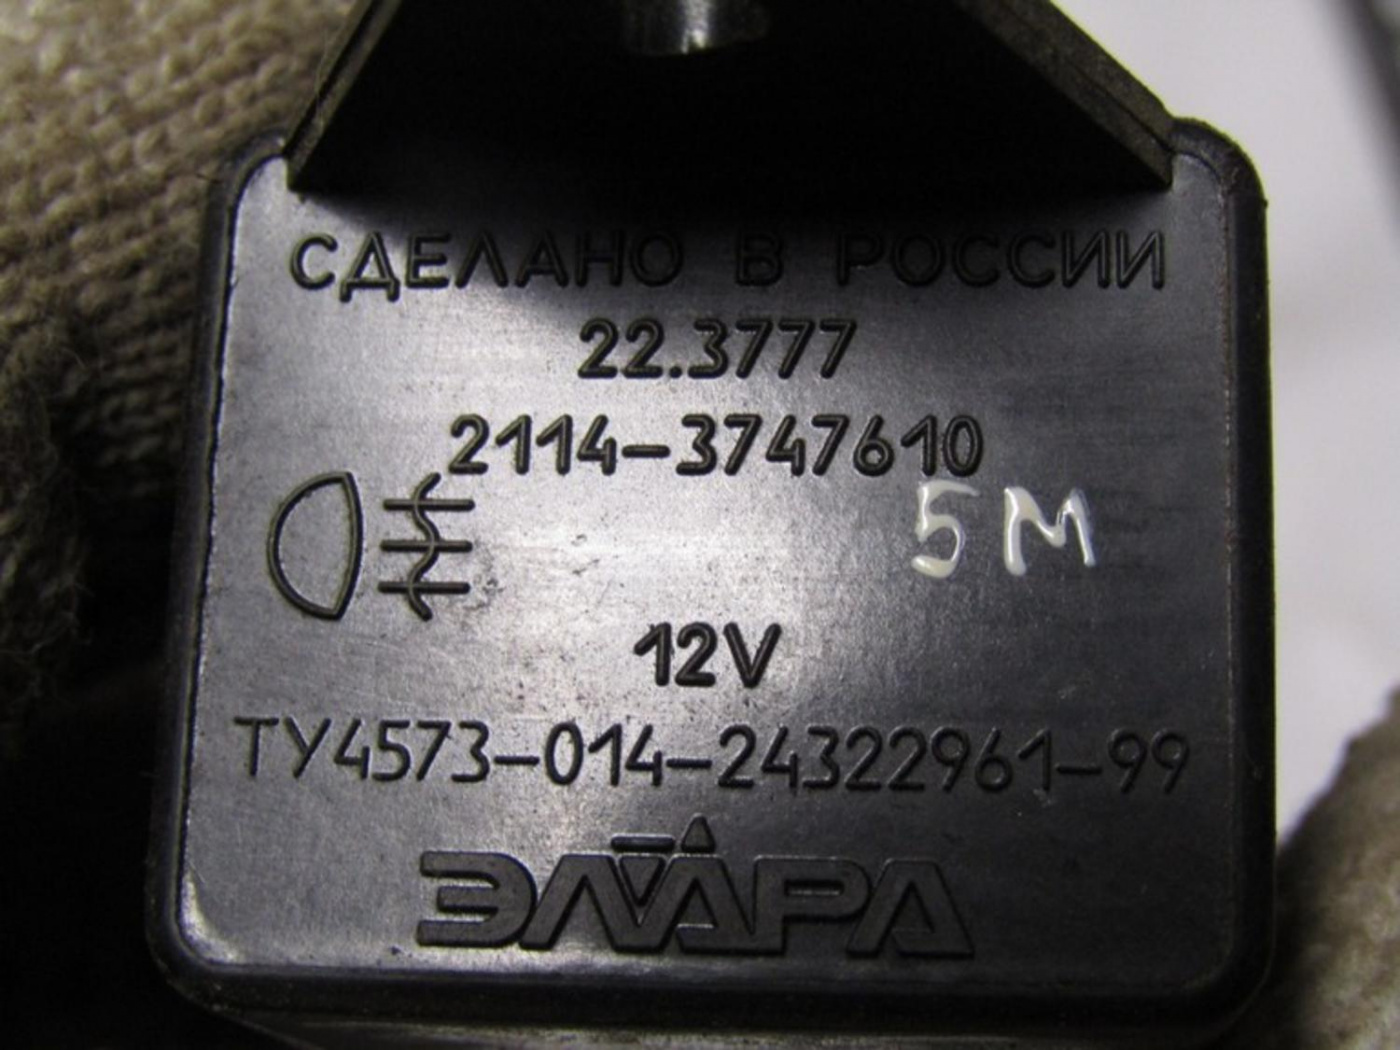 СДЕЛАНО В РОССИИ
22.3777
2114-3747610
5М
12V
ТУ4573-014-24322961-99
ЭЛАРА